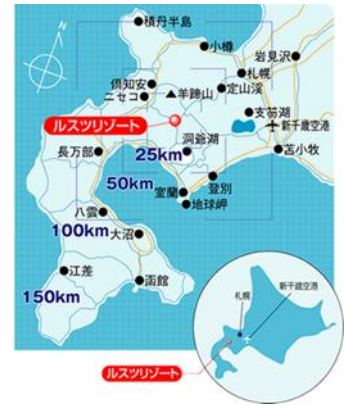 積丹半島
小樽
岩見沢
札幌
倶知安
ニセコ
羊蹄山
定山渓
支笏湖
ルスツリゾート
新千歳空港
長万部
洞爺湖
苫小牧
25km
50km
登別
室蘭
地球岬
八雲
100km
大沼
江差
150km
函館
札幌
新千歳空港
ルスツリゾート
N